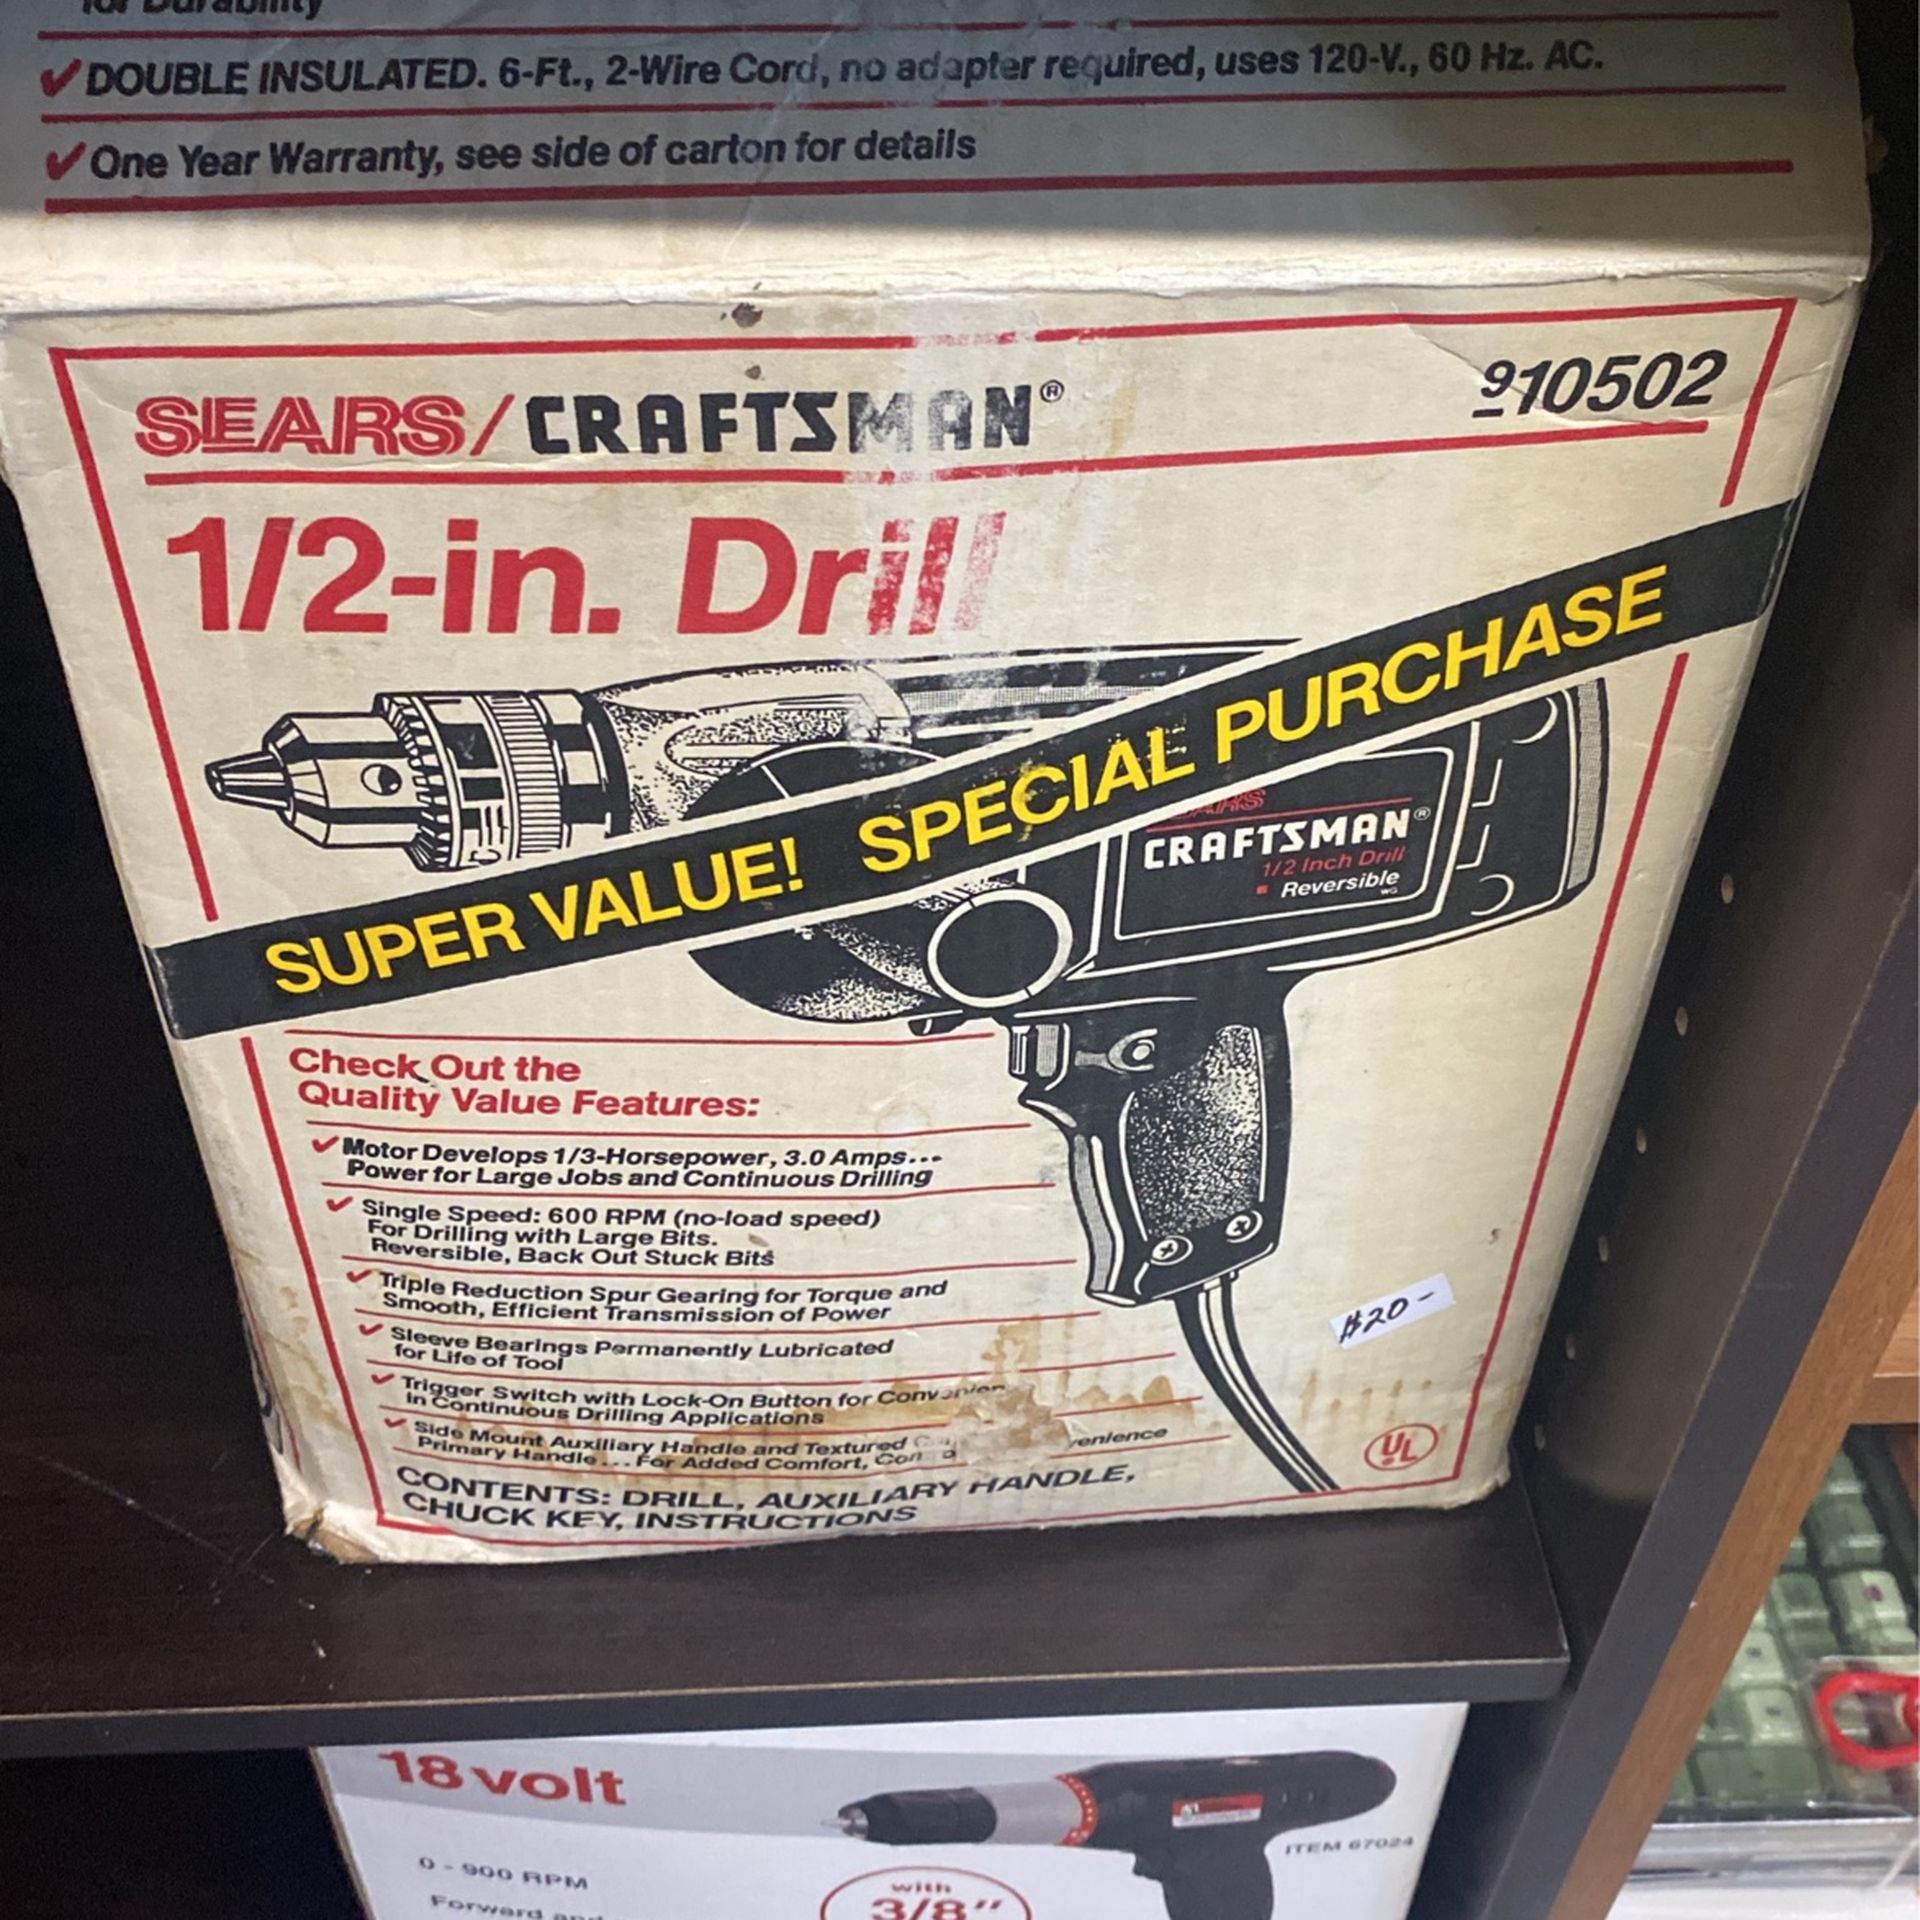 for Durability
✓ DOUBLE INSULATED. 6-Ft., 2-Wire Cord, no adapter required, uses 120-V., 60 Hz. AC.
✓ One Year Warranty, see side of carton for details
SEARS/CRAFTSMAN®
910502
1/2-in. Drill
SUPER VALUE! SPECIAL PURCHASE
CRAFTSMAN®
1/2 Inch Drill
Reversible
Check Out the
Quality Value Features:
✓ Motor Develops 1/3-Horsepower, 3.0 Amps...
Power for Large Jobs and Continuous Drilling
✓ Single Speed: 600 RPM (no-load speed)
For Drilling with Large Bits.
Reversible, Back Out Stuck Bits
✓ Triple Reduction Spur Gearing for Torque and
Smooth, Efficient Transmission of Power
✓ Sleeve Bearings Permanently Lubricated
for Life of Tool
✓ Trigger Switch with Lock-On Button for
in Continuous Drilling Applications
✓ Side Mount Auxiliary Handle and Textured
Primary Handle... For Added Comfort,
CONTENTS: DRILL, AUXILIARY HANDLE,
CHUCK KEY, INSTRUCTIONS
$20-
UL
18 volt
ITEM 67024
0 - 900 RPM
Forward
with
3/8"